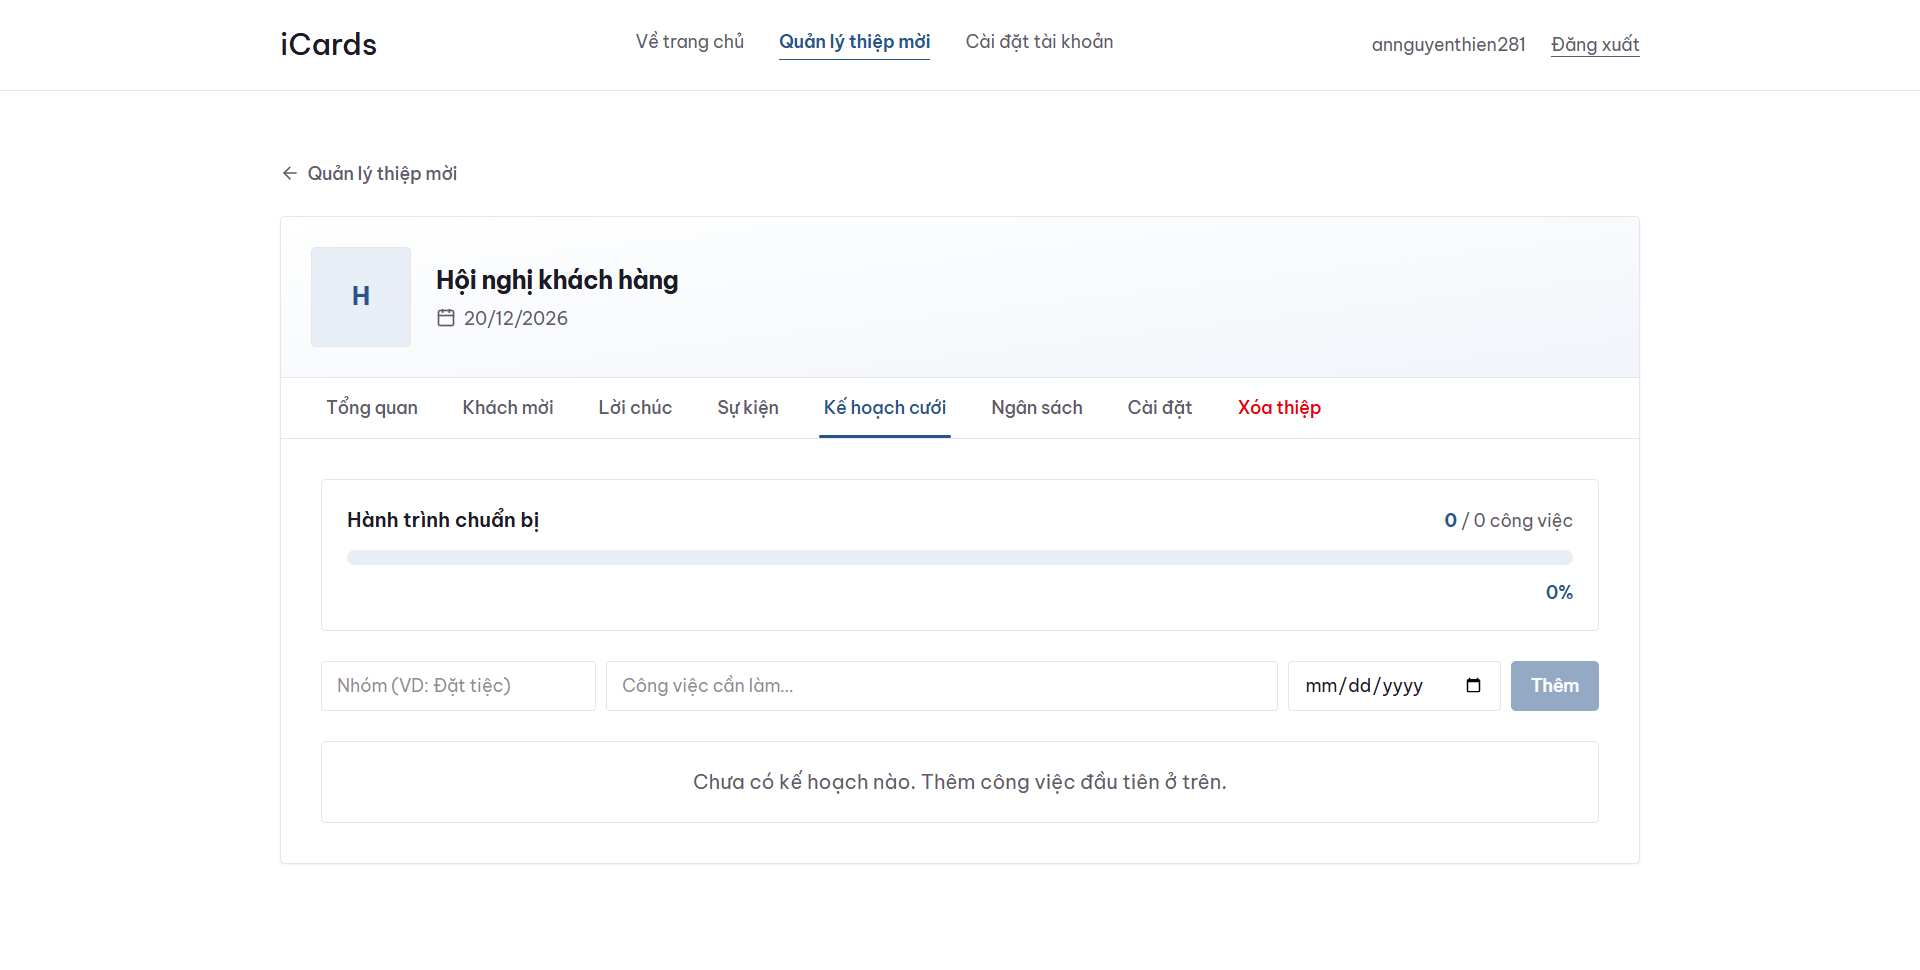 iCards
Về trang chủ
Quản lý thiệp mời
Cài đặt tài khoản
annguyenthien281
Đăng xuất
Quản lý thiệp mời
H
Hội nghị khách hàng
20/12/2026
Tổng quan
Khách mời
Lời chúc
Sự kiện
Kế hoạch cưới
Ngân sách
Cài đặt
Xóa thiệp
Hành trình chuẩn bị
0 / 0 công việc
0%
Nhóm (VD: Đặt tiệc)
Công việc cần làm...
mm/dd/yyyy
Thêm
Chưa có kế hoạch nào. Thêm công việc đầu tiên ở trên.